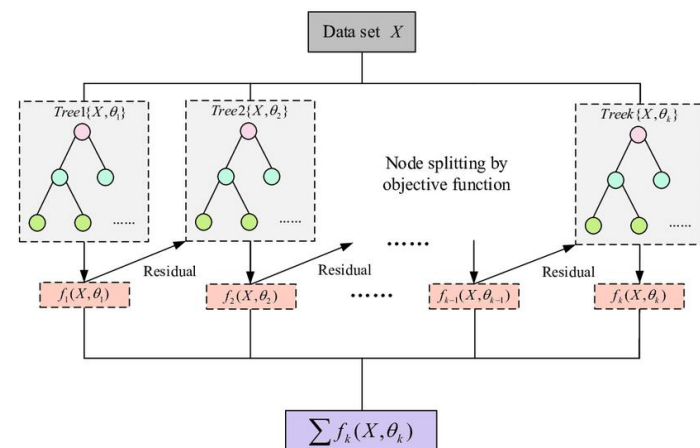 Data set X
Tree1{X,θ₁}
Tree2{X,θ₂}
Treek{X,θₖ}
Node splitting by
objective function
......
......
......
......
Residual
Residual
Residual
f₁(X,θ₁)
f₂(X,θ₂)
......
fₖ₋₁(X,θₖ₋₁)
fₖ(X,θₖ)
∑ fₖ(X,θₖ)